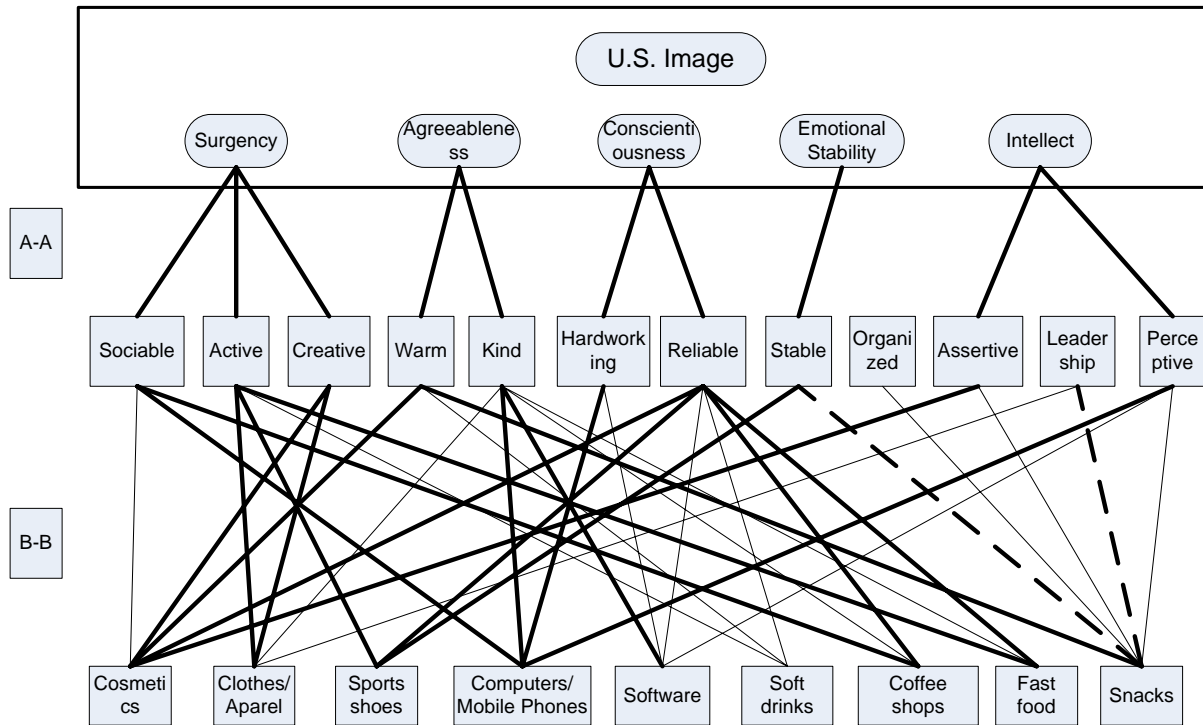 U.S. Image
Surgency
Agreeablene
ss
Conscienti
ousness
Emotional
Stability
Intellect
A-A
Sociable
Active
Creative
Warm
Kind
Hardwork
ing
Reliable
Stable
Organi
zed
Assertive
Leader
ship
Perce
ptive
B-B
Cosmeti
cs
Clothes/
Aparel
Sports
shoes
Computers/
Mobile Phones
Software
Soft
drinks
Coffee
shops
Fast
food
Snacks